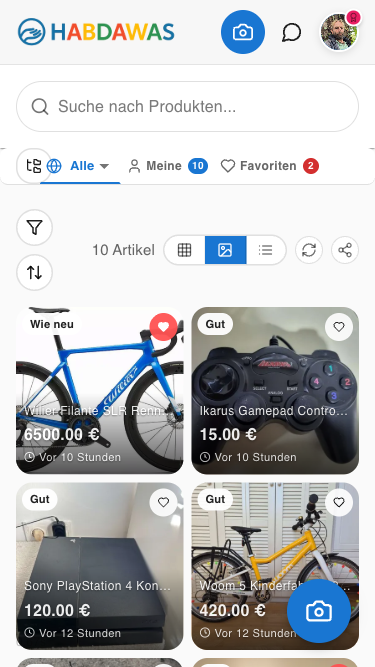 HABDAWAS
8
Suche nach Produkten...
Alle
Meine 10
Favoriten 2
10 Artikel
Wie neu
Wilier Filante SLR Renn...
6500.00 €
Vor 10 Stunden
Gut
Ikarus Gamepad Contro...
15.00 €
Vor 10 Stunden
Gut
Sony PlayStation 4 Kon...
120.00 €
Vor 12 Stunden
Gut
Woom 5 Kinderfah
420.00 €
Vor 12 Stunden